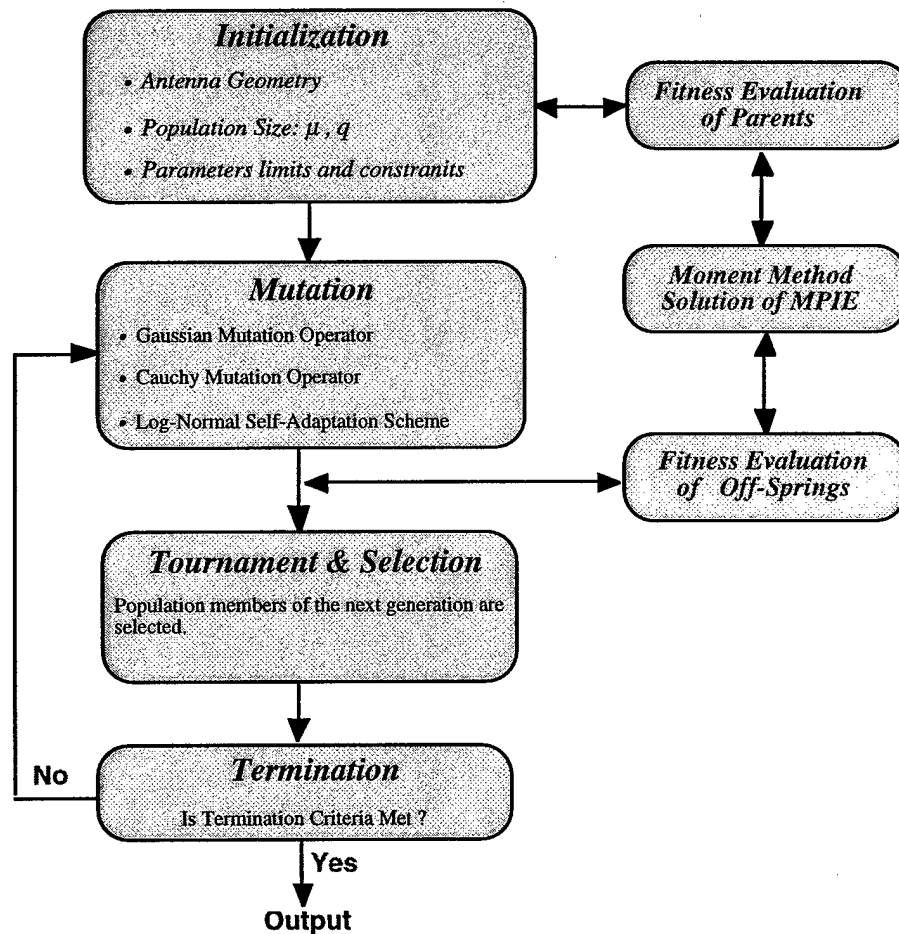 Initialization
• Antenna Geometry
• Population Size: μ , q
• Parameters limits and constranits
Fitness Evaluation
of Parents
Moment Method
Solution of MPIE
Mutation
• Gaussian Mutation Operator
• Cauchy Mutation Operator
• Log-Normal Self-Adaptation Scheme
Fitness Evaluation
of Off-Springs
Tournament & Selection
Population members of the next generation are
selected.
Termination
Is Termination Criteria Met ?
No
Yes
Output